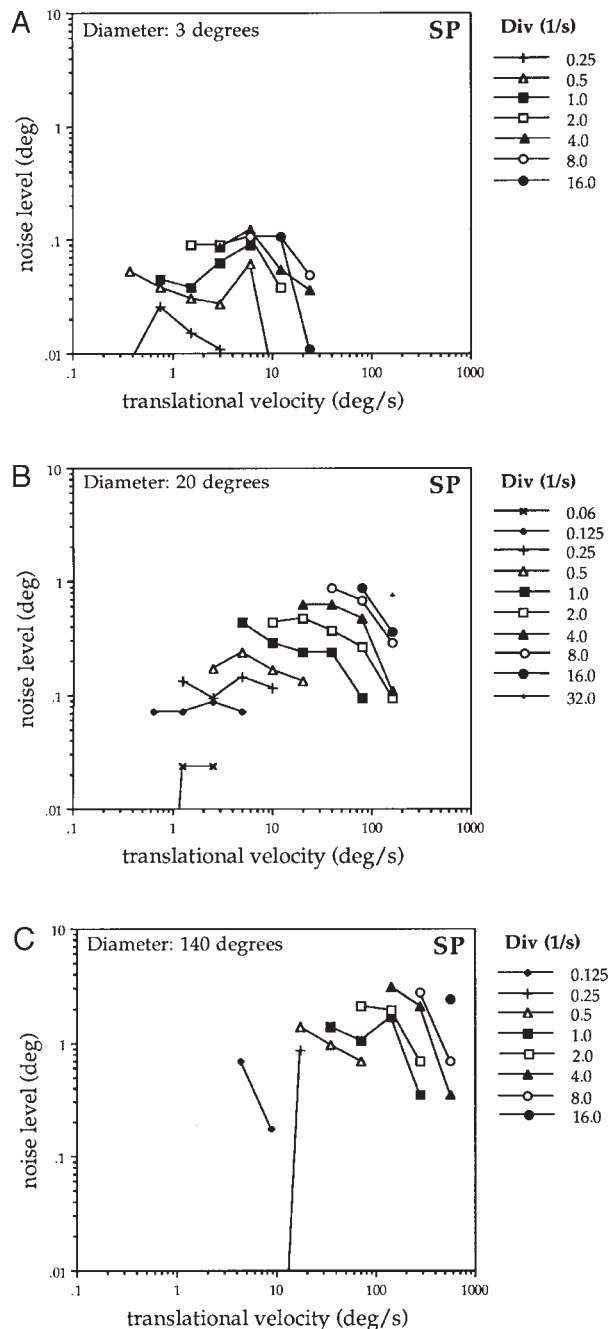 A
Diameter: 3 degrees
SP
Div (1/s)
0.25
0.5
1.0
2.0
4.0
8.0
16.0
noise level (deg)
10
1
.1
.01
.1
1
10
100
1000
translational velocity (deg/s)
B
Diameter: 20 degrees
SP
Div (1/s)
0.06
0.125
0.25
0.5
1.0
2.0
4.0
8.0
16.0
32.0
noise level (deg)
10
1
.1
.01
.1
1
10
100
1000
translational velocity (deg/s)
C
Diameter: 140 degrees
SP
Div (1/s)
0.125
0.25
0.5
1.0
2.0
4.0
8.0
16.0
noise level (deg)
10
1
.1
.01
.1
1
10
100
1000
translational velocity (deg/s)